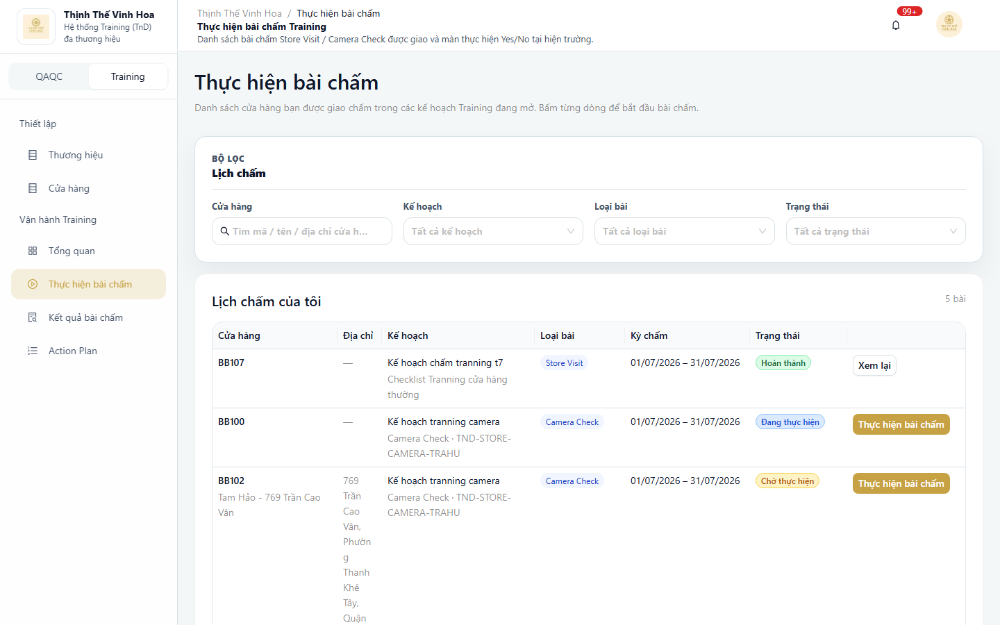 Thịnh Thế Vinh Hoa
Hệ thống Training (TnD)
đa thương hiệu
Thịnh Thế Vinh Hoa / Thực hiện bài chấm
Thực hiện bài chấm Training
Danh sách bài chấm Store Visit / Camera Check được giao và màn thực hiện Yes/No tại hiện trường.
99+
QAQC
Training
Thiết lập
Thương hiệu
Cửa hàng
Vận hành Training
Tổng quan
Thực hiện bài chấm
Kết quả bài chấm
Action Plan
Thực hiện bài chấm
Danh sách cửa hàng bạn được giao chấm trong các kế hoạch Training đang mở. Bấm từng dòng để bắt đầu bài chấm.
BỘ LỌC
Lịch chấm
Cửa hàng Kế hoạch Loại bài Trạng thái
Tìm mã / tên / địa chỉ cửa h... Tất cả kế hoạch Tất cả loại bài Tất cả trạng thái
Lịch chấm của tôi
5 bài
Cửa hàng Địa chỉ Kế hoạch Loại bài Kỳ chấm Trạng thái
BB107 — Kế hoạch chấm tranning t7 Store Visit 01/07/2026 – 31/07/2026 Hoàn thành Xem lại
Checklist Tranning cửa hàng
thường
BB100 — Kế hoạch tranning camera Camera Check 01/07/2026 – 31/07/2026 Đang thực hiện Thực hiện bài chấm
Camera Check · TND-STORE-
CAMERA-TRAHU
BB102 769 Kế hoạch tranning camera Camera Check 01/07/2026 – 31/07/2026 Chờ thực hiện Thực hiện bài chấm
Tam Hảo - 769 Trần Cao Trần Camera Check · TND-STORE-
Vân Cao CAMERA-TRAHU
Vân,
Phườn
g
Thanh
Khê
Tây,
Quận